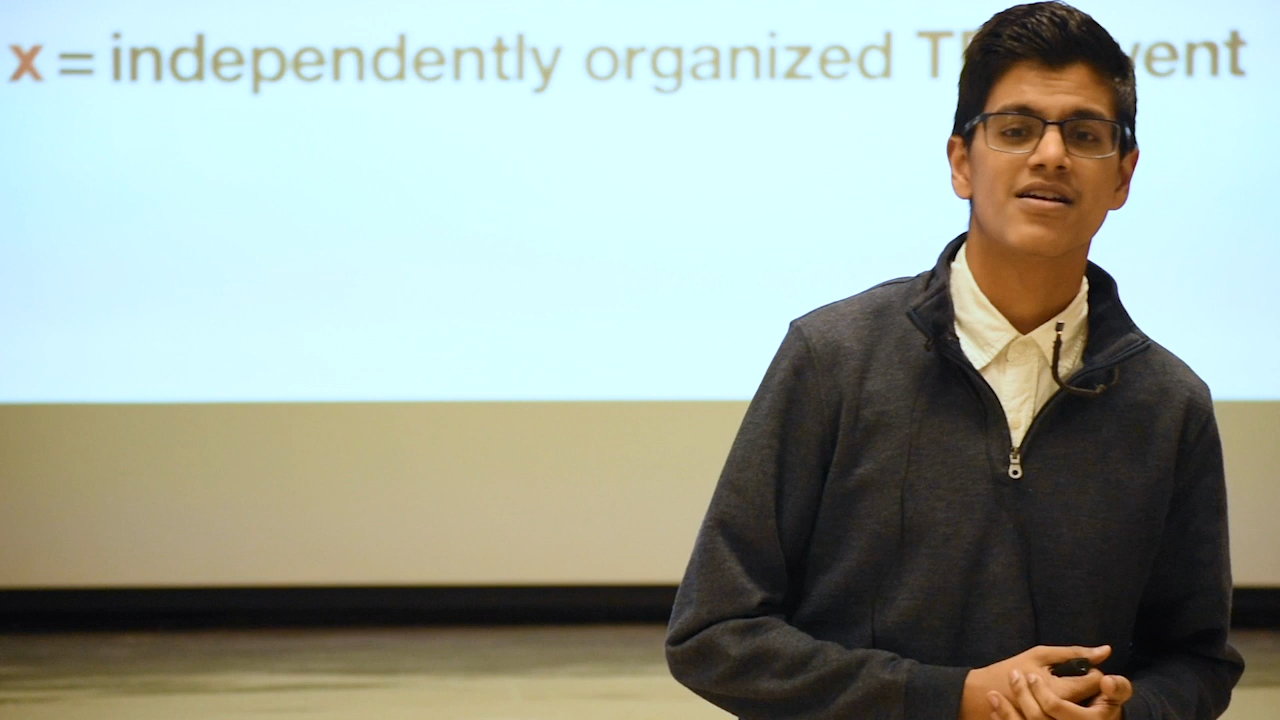 x = independently organized T